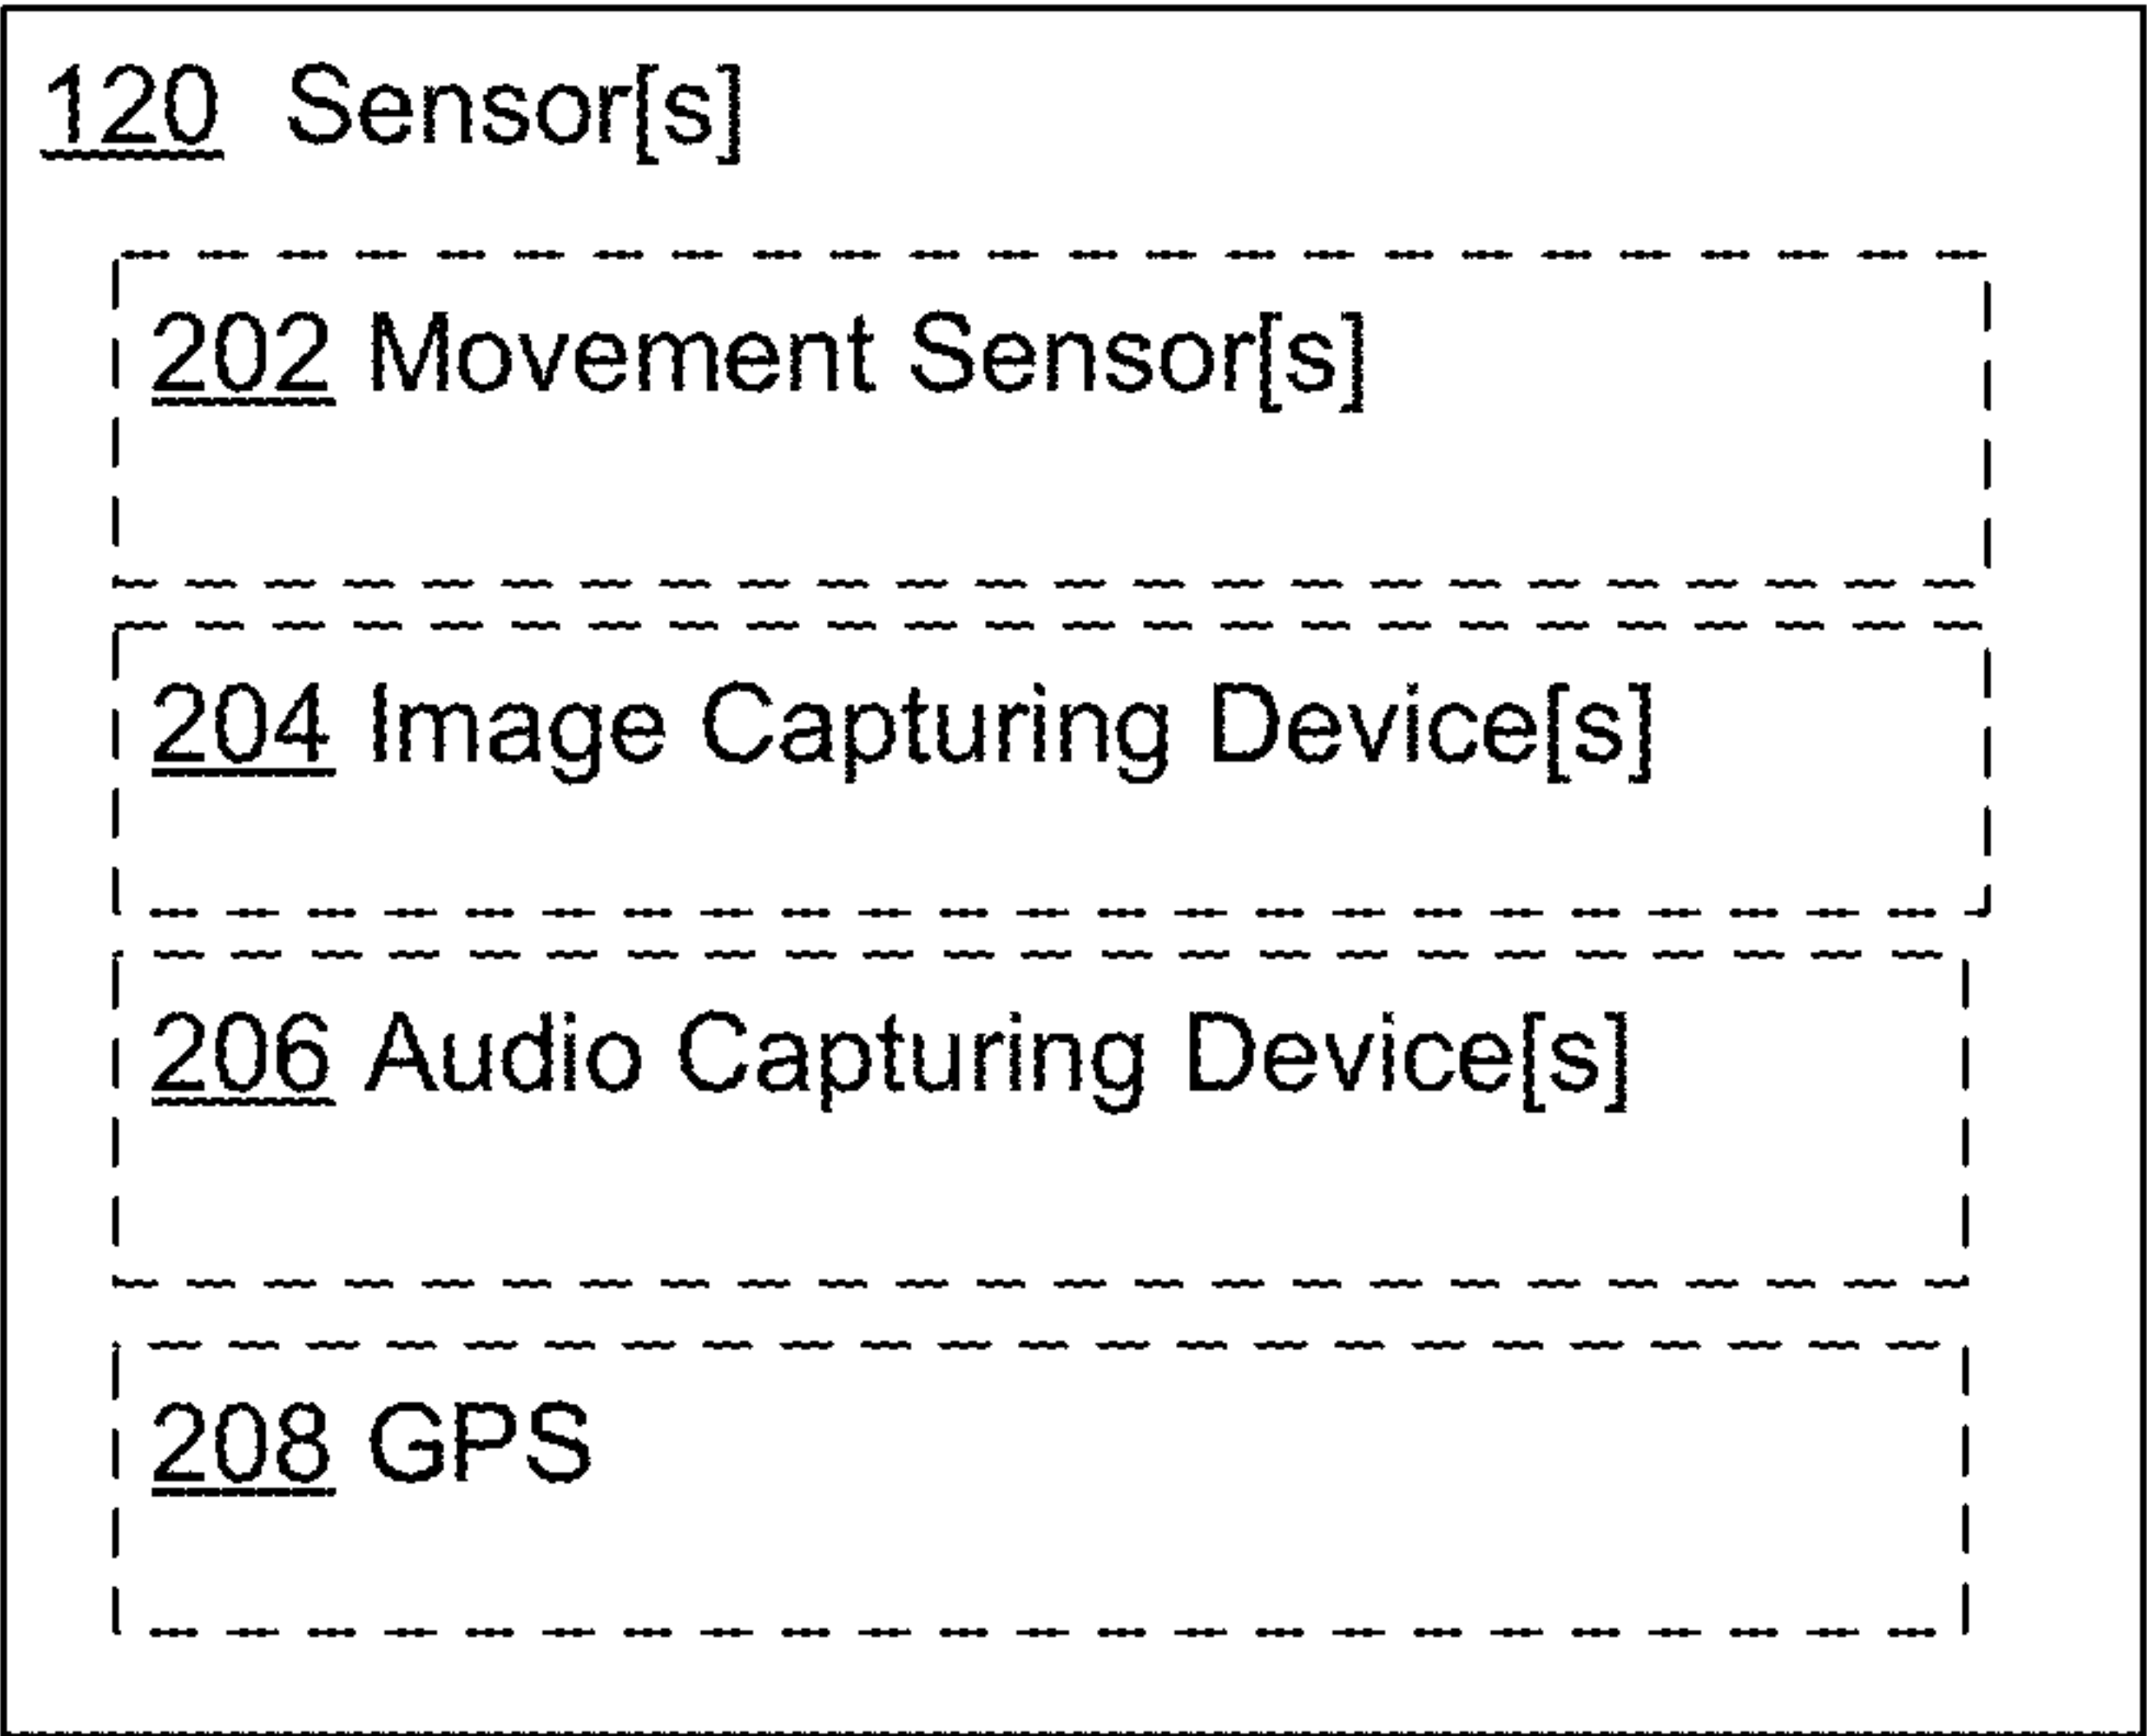 120 Sensor[s]
202 Movement Sensor[s]
204 Image Capturing Device[s]
206 Audio Capturing Device[s]
208 GPS